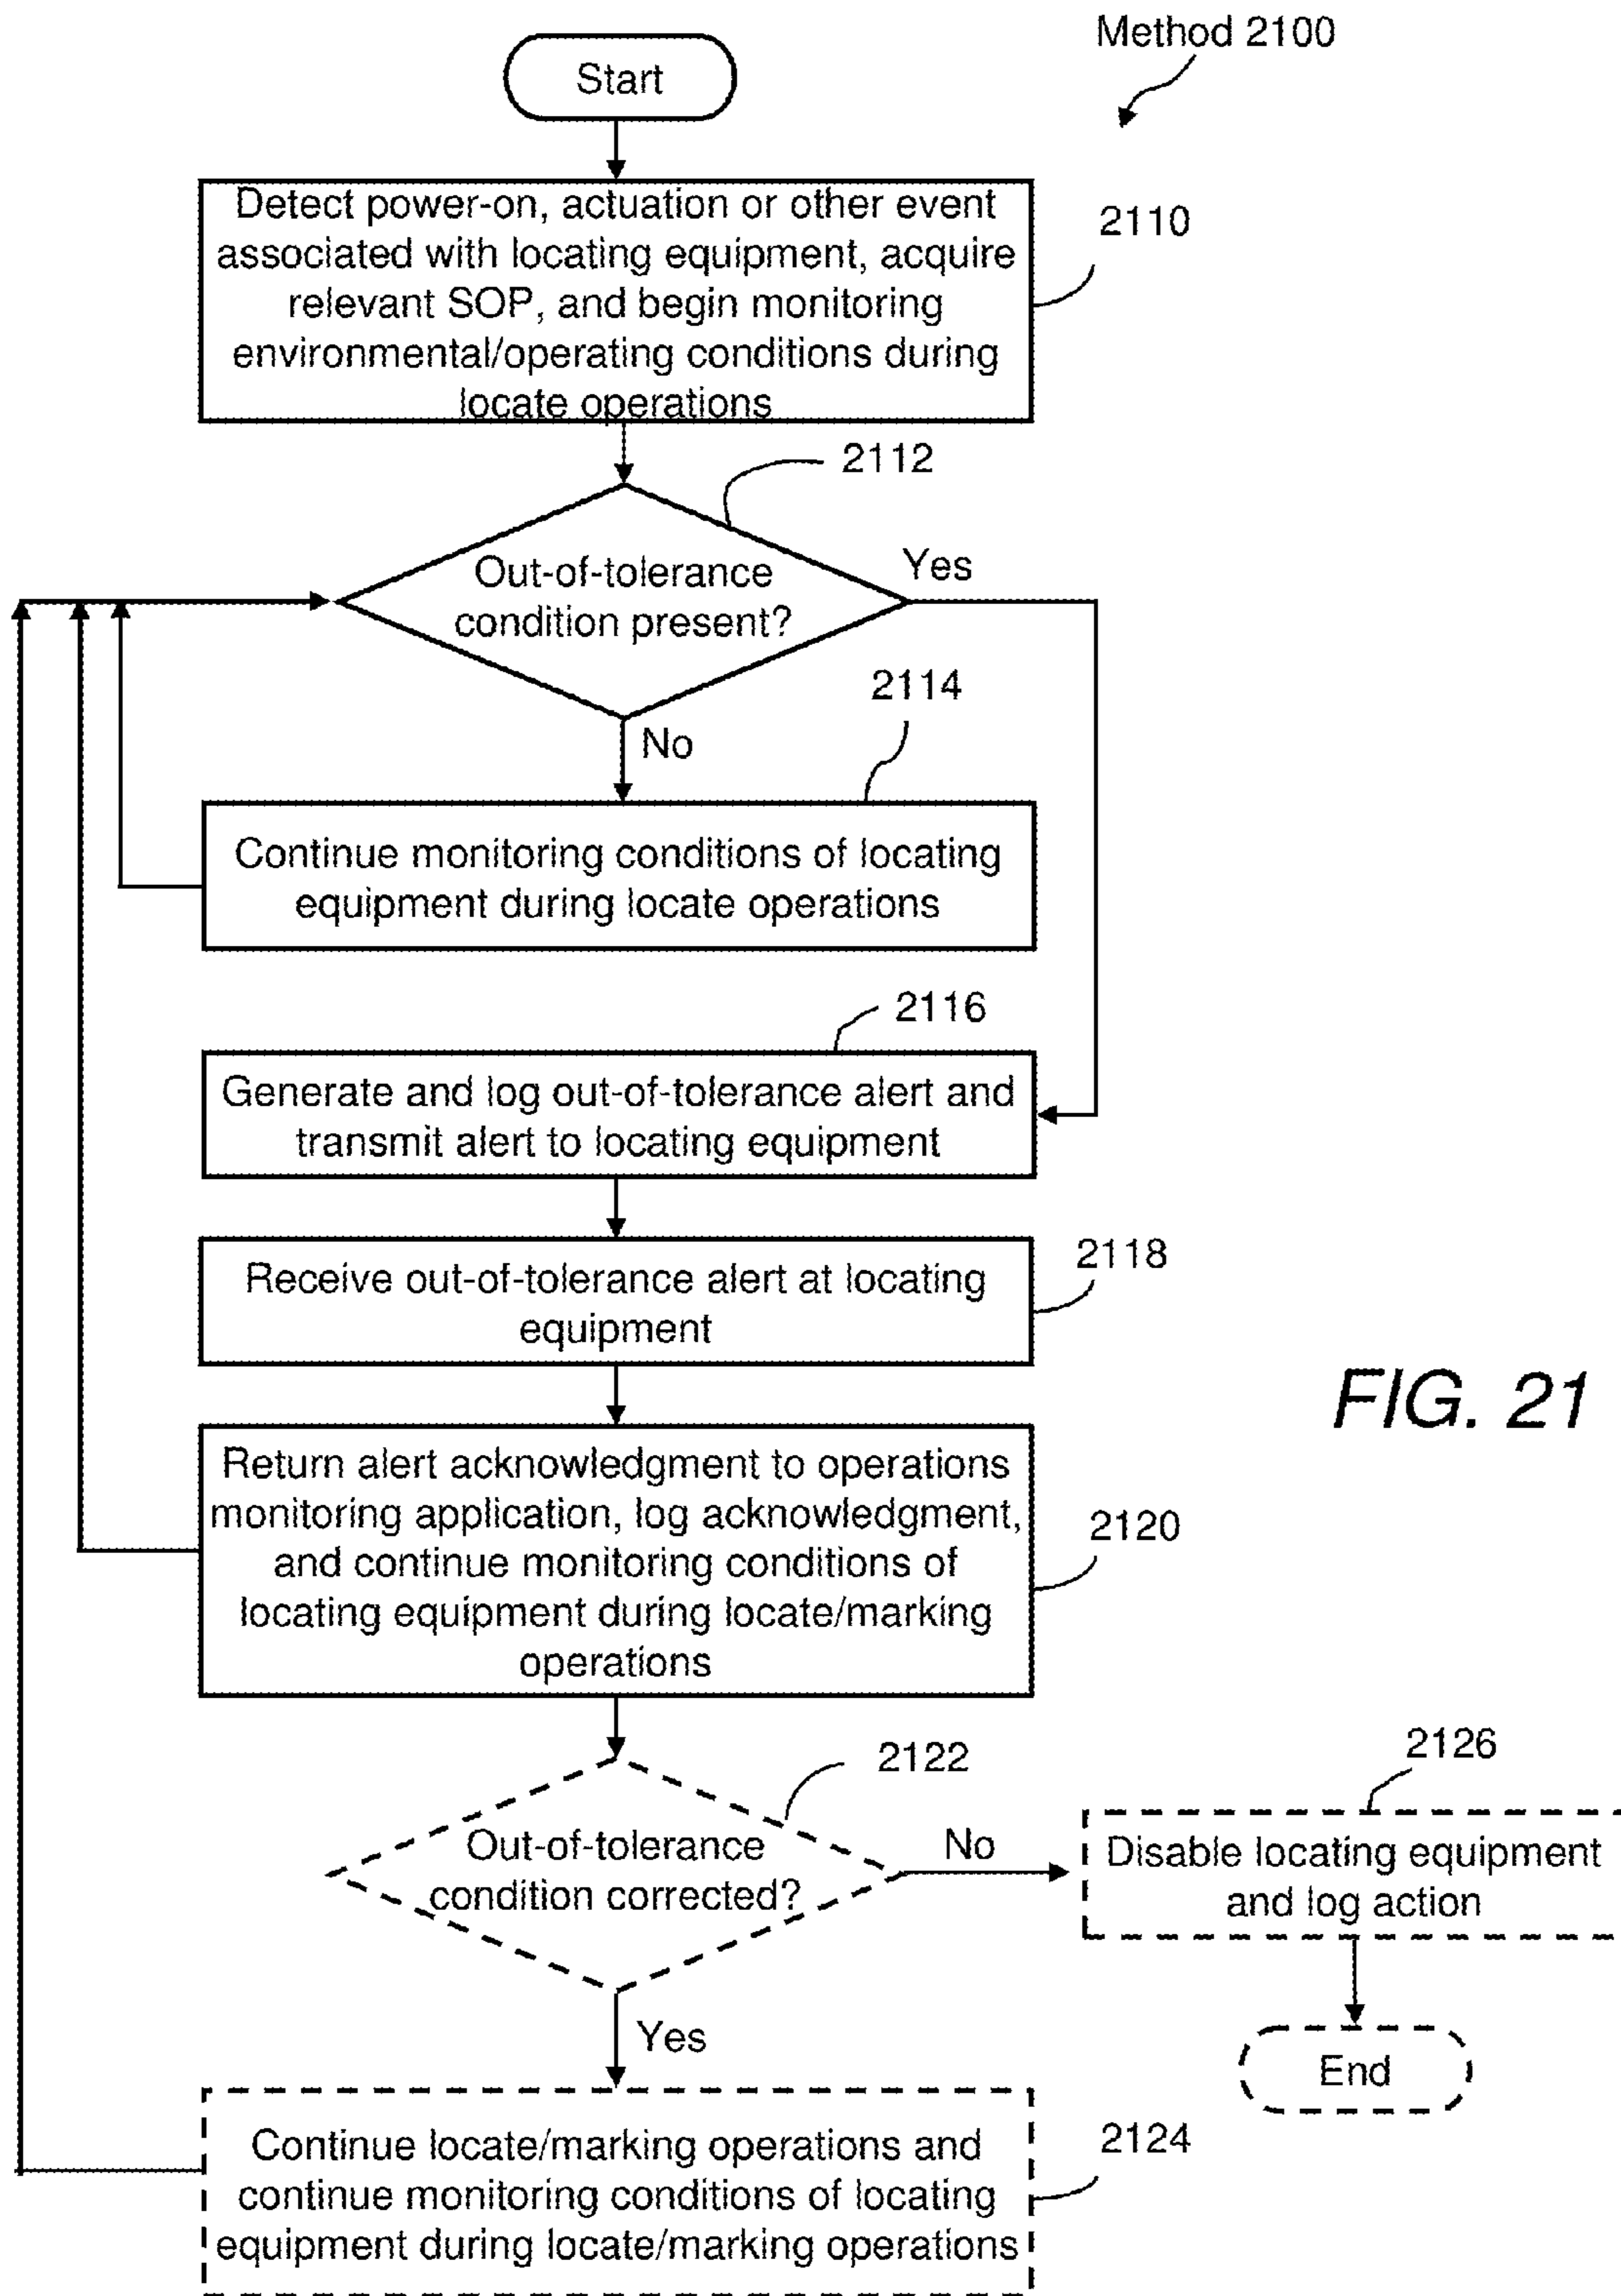 Method 2100
Start
Detect power-on, actuation or other event
associated with locating equipment, acquire
relevant SOP, and begin monitoring
environmental/operating conditions during
locate operations
2110
2112
Out-of-tolerance
condition present?
Yes
No
2114
Continue monitoring conditions of locating
equipment during locate operations
2116
Generate and log out-of-tolerance alert and
transmit alert to locating equipment
2118
Receive out-of-tolerance alert at locating
equipment
FIG. 21
Return alert acknowledgment to operations
monitoring application, log acknowledgment,
and continue monitoring conditions of
locating equipment during locate/marking
operations
2120
2122
Out-of-tolerance
condition corrected?
No
2126
Disable locating equipment
and log action
Yes
End
Continue locate/marking operations and
continue monitoring conditions of locating
equipment during locate/marking operations
2124